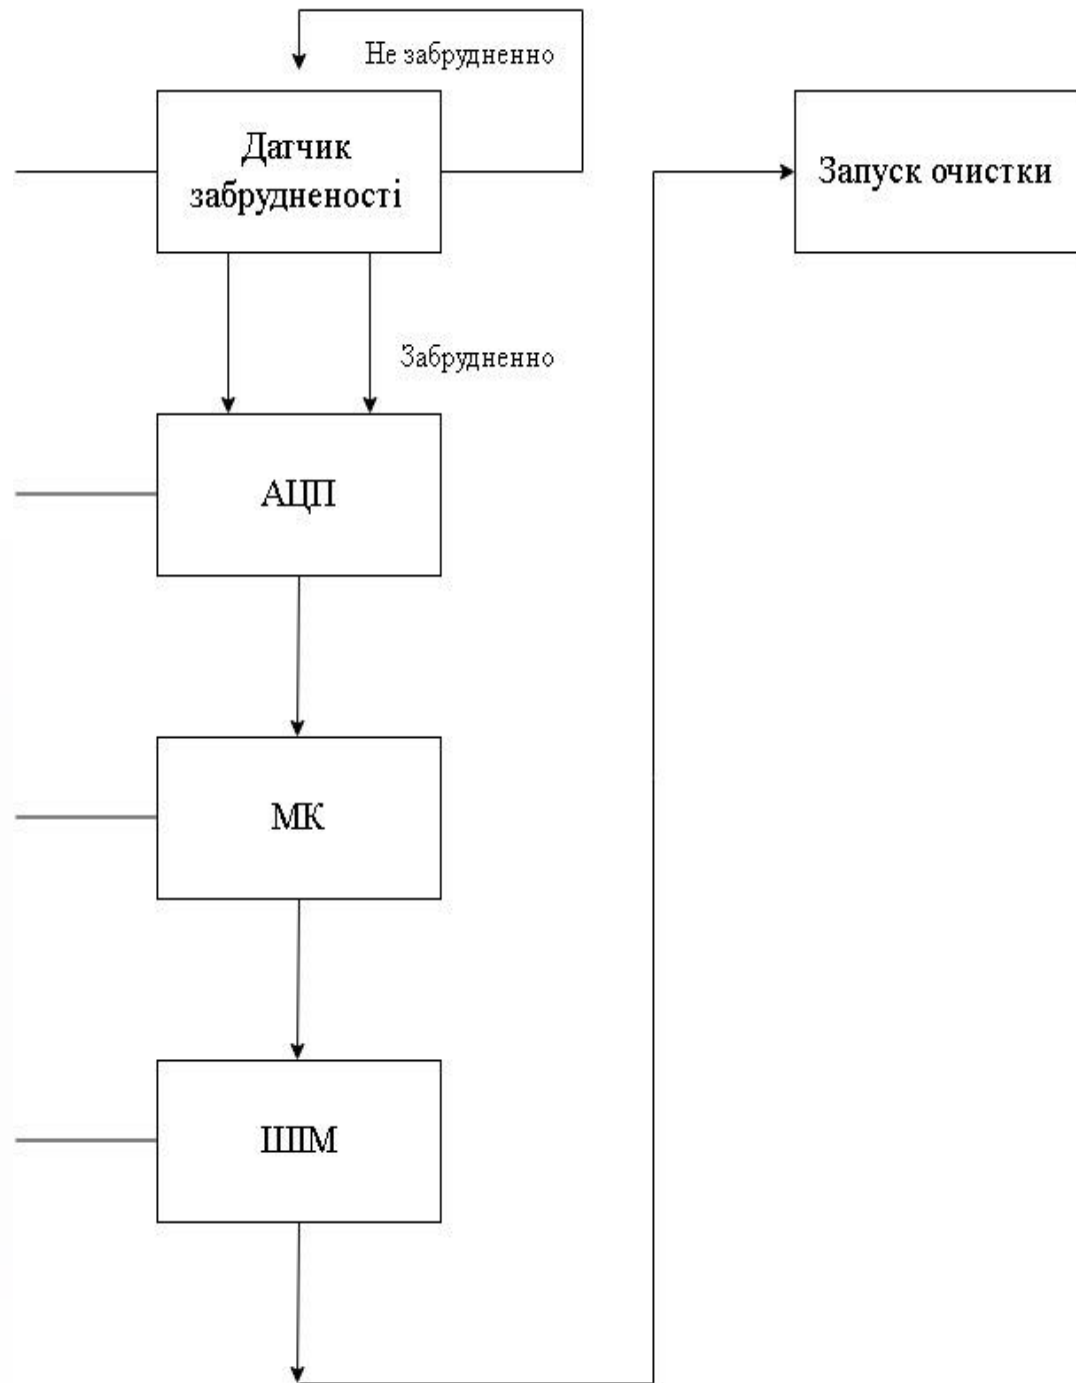 Не забрудненно
Датчик
забрудненості
Запуск очистки
Забрудненно
АЦП
МК
ШІМ